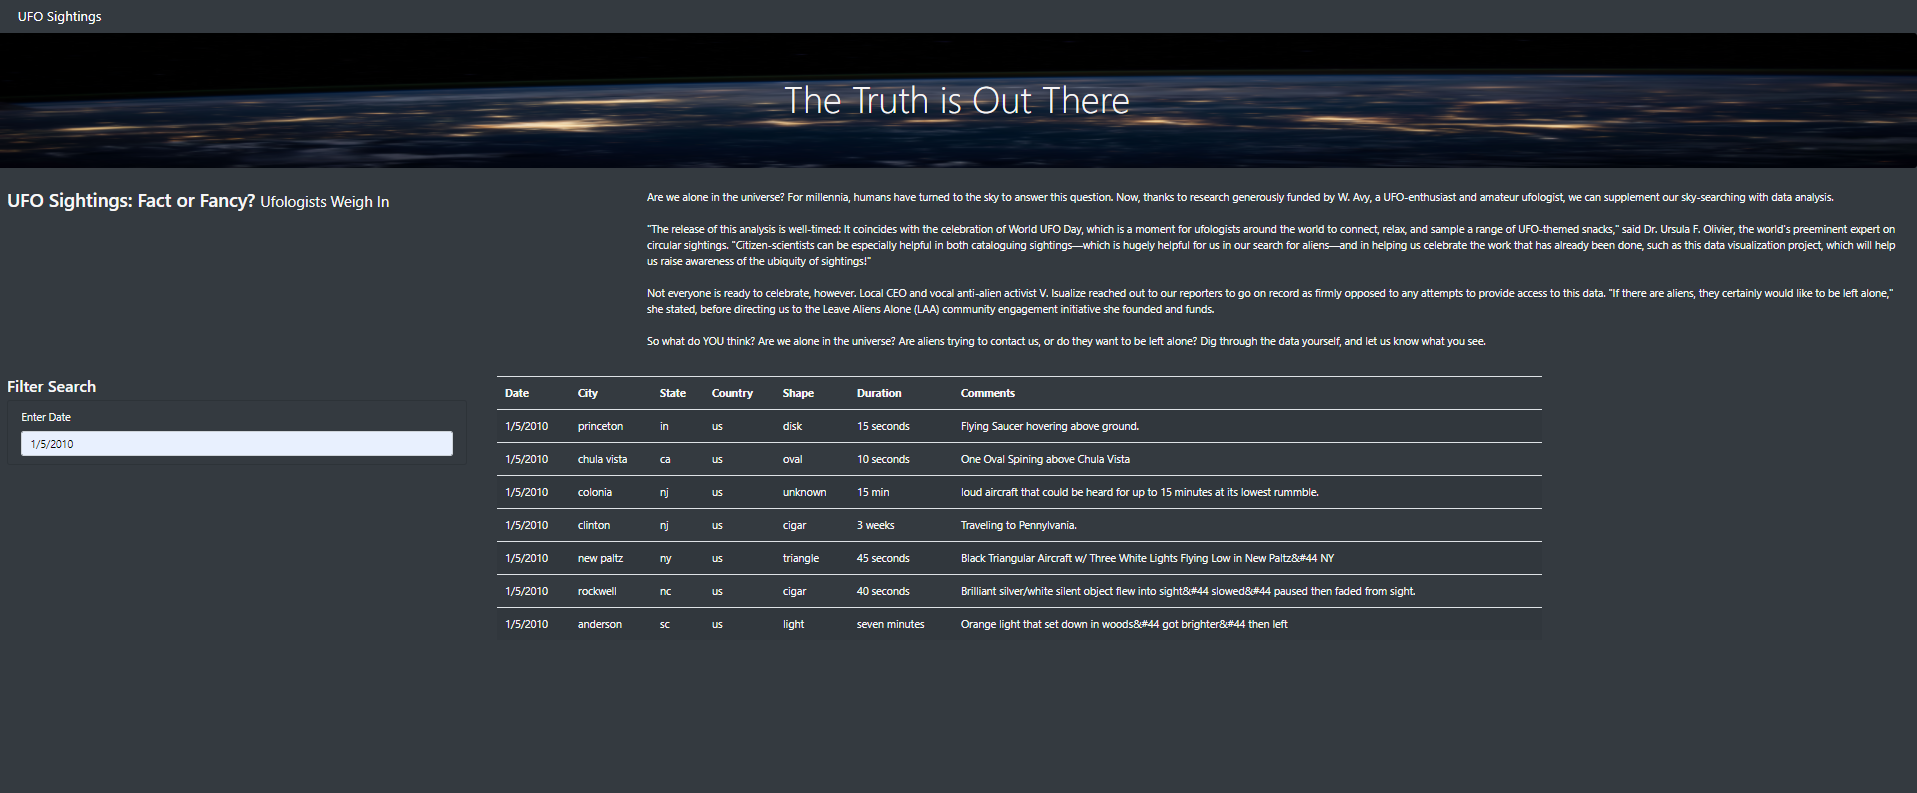 UFO Sightings
The Truth is Out There
UFO Sightings: Fact or Fancy? Ufologists Weigh In
Are we alone in the universe? For millennia, humans have turned to the sky to answer this question. Now, thanks to research generously funded by W. Avy, a UFO-enthusiast and amateur ufologist, we can supplement our sky-searching with data analysis.
"The release of this analysis is well-timed: It coincides with the celebration of World UFO Day, which is a moment for ufologists around the world to connect, relax, and sample a range of UFO-themed snacks," said Dr. Ursula F. Olivier, the world's preeminent expert on
circular sightings. "Citizen-scientists can be especially helpful in both cataloguing sightings—which is hugely helpful for us in our search for aliens—and in helping us celebrate the work that has already been done, such as this data visualization project, which will help
us raise awareness of the ubiquity of sightings!"
Not everyone is ready to celebrate, however. Local CEO and vocal anti-alien activist V. Isualize reached out to our reporters to go on record as firmly opposed to any attempts to provide access to this data. "If there are aliens, they certainly would like to be left alone,"
she stated, before directing us to the Leave Aliens Alone (LAA) community engagement initiative she founded and funds.
So what do YOU think? Are we alone in the universe? Are aliens trying to contact us, or do they want to be left alone? Dig through the data yourself, and let us know what you see.
Filter Search
Enter Date
1/5/2010
Date City State Country Shape Duration Comments
1/5/2010 princeton in us disk 15 seconds Flying Saucer hovering above ground.
1/5/2010 chula vista ca us oval 10 seconds One Oval Spining above Chula Vista
1/5/2010 colonia nj us unknown 15 min loud aircraft that could be heard for up to 15 minutes at its lowest rummble.
1/5/2010 clinton nj us cigar 3 weeks Traveling to Pennylvania.
1/5/2010 new paltz ny us triangle 45 seconds Black Triangular Aircraft w/ Three White Lights Flying Low in New Paltz&#44 NY
1/5/2010 rockwell nc us cigar 40 seconds Brilliant silver/white silent object flew into sight&#44 slowed&#44 paused then faded from sight.
1/5/2010 anderson sc us light seven minutes Orange light that set down in woods&#44 got brighter&#44 then left